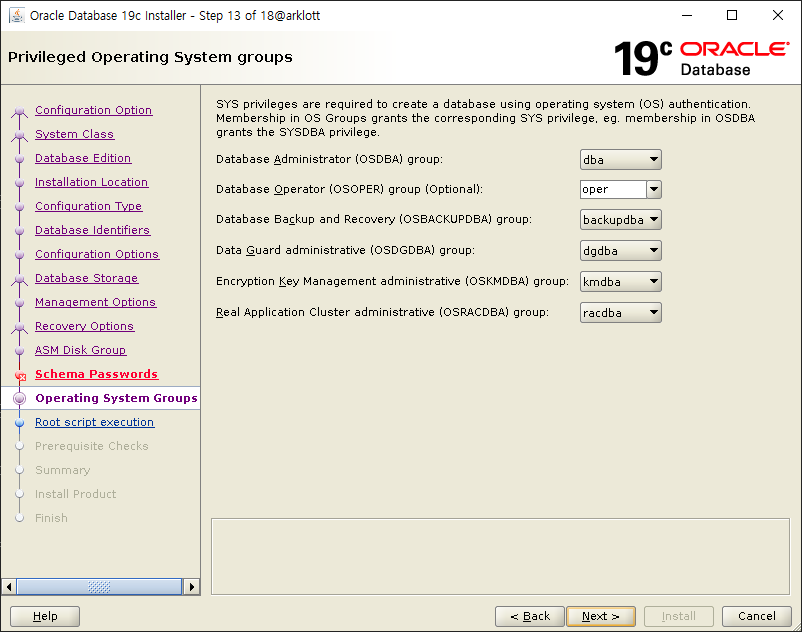 Oracle Database 19c Installer - Step 13 of 18@arklott
Privileged Operating System groups
19c ORACLE
Database
Configuration Option
System Class
Database Edition
Installation Location
Configuration Type
Database Identifiers
Configuration Options
Database Storage
Management Options
Recovery Options
ASM Disk Group
Schema Passwords
Operating System Groups
Root script execution
Prerequisite Checks
Summary
Install Product
Finish
SYS privileges are required to create a database using operating system (OS) authentication.
Membership in OS Groups grants the corresponding SYS privilege, eg. membership in OSDBA
grants the SYSDBA privilege.
Database Administrator (OSDBA) group: dba
Database Operator (OSOPER) group (Optional): oper
Database Backup and Recovery (OSBACKUPDBA) group: backupdba
Data Guard administrative (OSDGDBA) group: dgdba
Encryption Key Management administrative (OSKMDBA) group: kmdba
Real Application Cluster administrative (OSRACDBA) group: racdba
Help < Back Next > Install Cancel